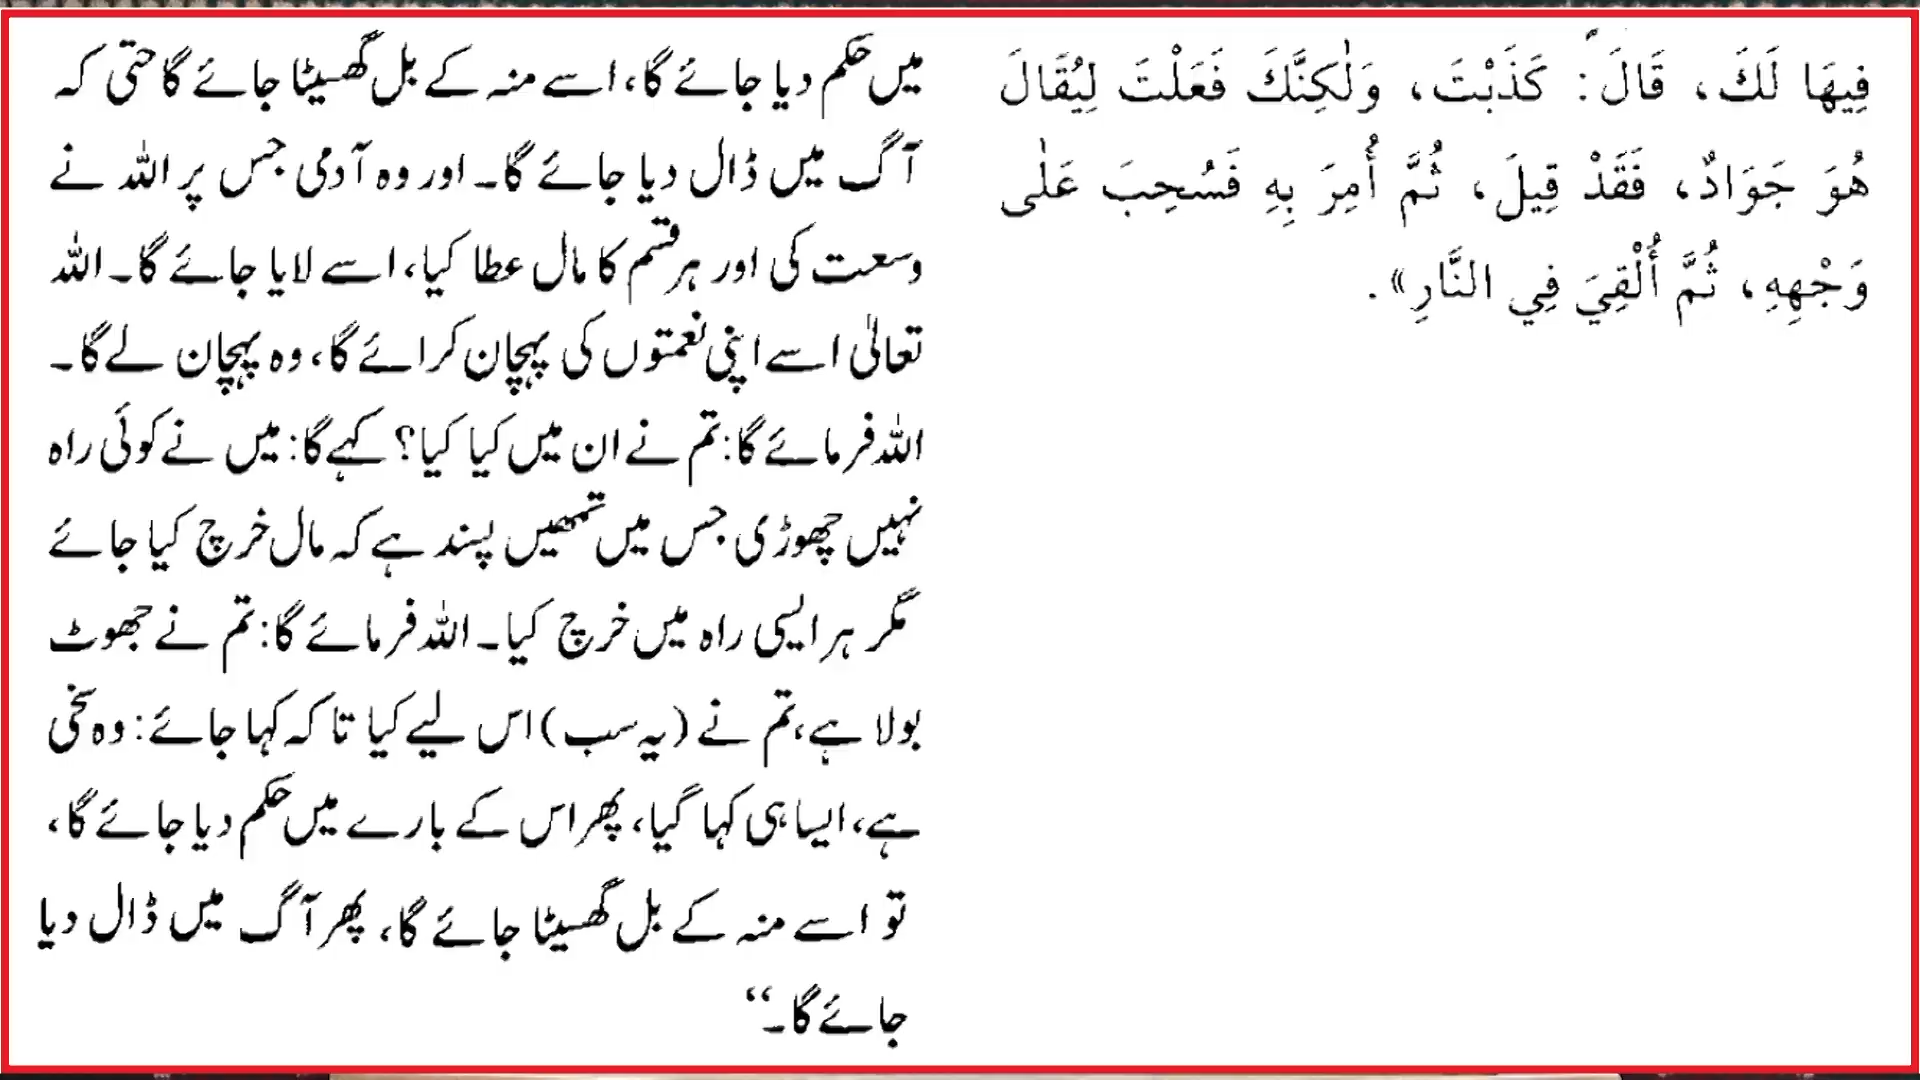 فِيهَا لَكَ، قَالَ: كَذَبْتَ، وَلٰكِنَّكَ فَعَلْتَ لِيُقَالَ
هُوَ جَوَادٌ، فَقَدْ قِيلَ، ثُمَّ أُمِرَ بِهِ فَسُحِبَ عَلٰى
وَجْهِهِ، ثُمَّ أُلْقِيَ فِي النَّارِ».
میں حکم دیا جائے گا، اسے منہ کے بل گھسیٹا جائے گا حتی کہ
آگ میں ڈال دیا جائے گا۔ اور وہ آدمی جس پر اللہ نے
وسعت کی اور ہر قسم کا مال عطا کیا، اسے لایا جائے گا۔ اللہ
تعالیٰ اسے اپنی نعمتوں کی پہچان کرائے گا، وہ پہچان لے گا۔
اللہ فرمائے گا: تم نے ان میں کیا کیا؟ کہے گا: میں نے کوئی راہ
نہیں چھوڑی جس میں تمھیں پسند ہے کہ مال خرچ کیا جائے
مگر ہر ایسی راہ میں خرچ کیا۔ اللہ فرمائے گا: تم نے جھوٹ
بولا ہے، تم نے (یہ سب) اس لیے کیا تاکہ کہا جائے: وہ سخی
ہے، ایسا ہی کہا گیا، پھر اس کے بارے میں حکم دیا جائے گا،
تو اسے منہ کے بل گھسیٹا جائے گا، پھر آگ میں ڈال دیا
جائے گا۔“